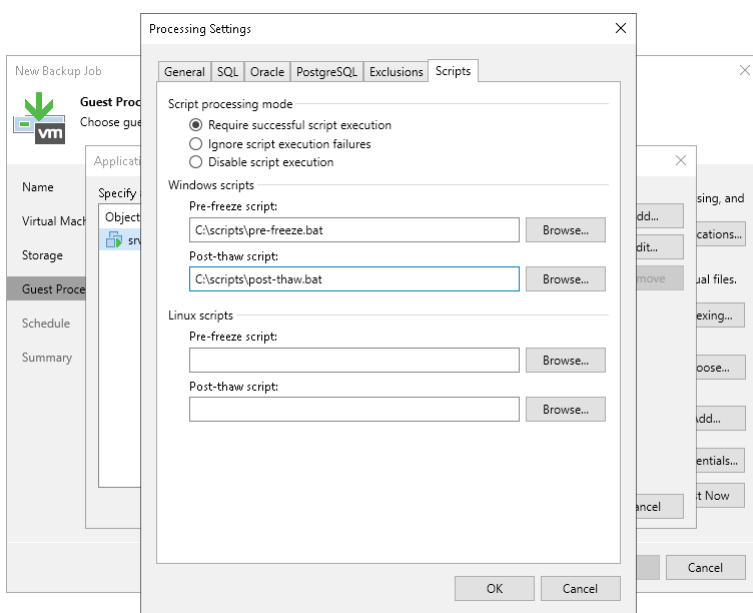 Processing Settings
New Backup Job
Guest Proc
Choose gue
vm
Name
Virtual Mach
Storage
Guest Proce
Schedule
Summary
Applicati
Specify
Object
srv
General SQL Oracle PostgreSQL Exclusions Scripts
Script processing mode
Require successful script execution
Ignore script execution failures
Disable script execution
Windows scripts
Pre-freeze script:
C:\scripts\pre-freeze.bat Browse...
Post-thaw script:
C:\scripts\post-thaw.bat Browse...
Linux scripts
Pre-freeze script:
Browse...
Post-thaw script:
Browse...
OK Cancel
dd...
dit...
move
ancel
sing, and
cations...
ual files.
exing...
oose...
dd...
entials...
t Now
Cancel